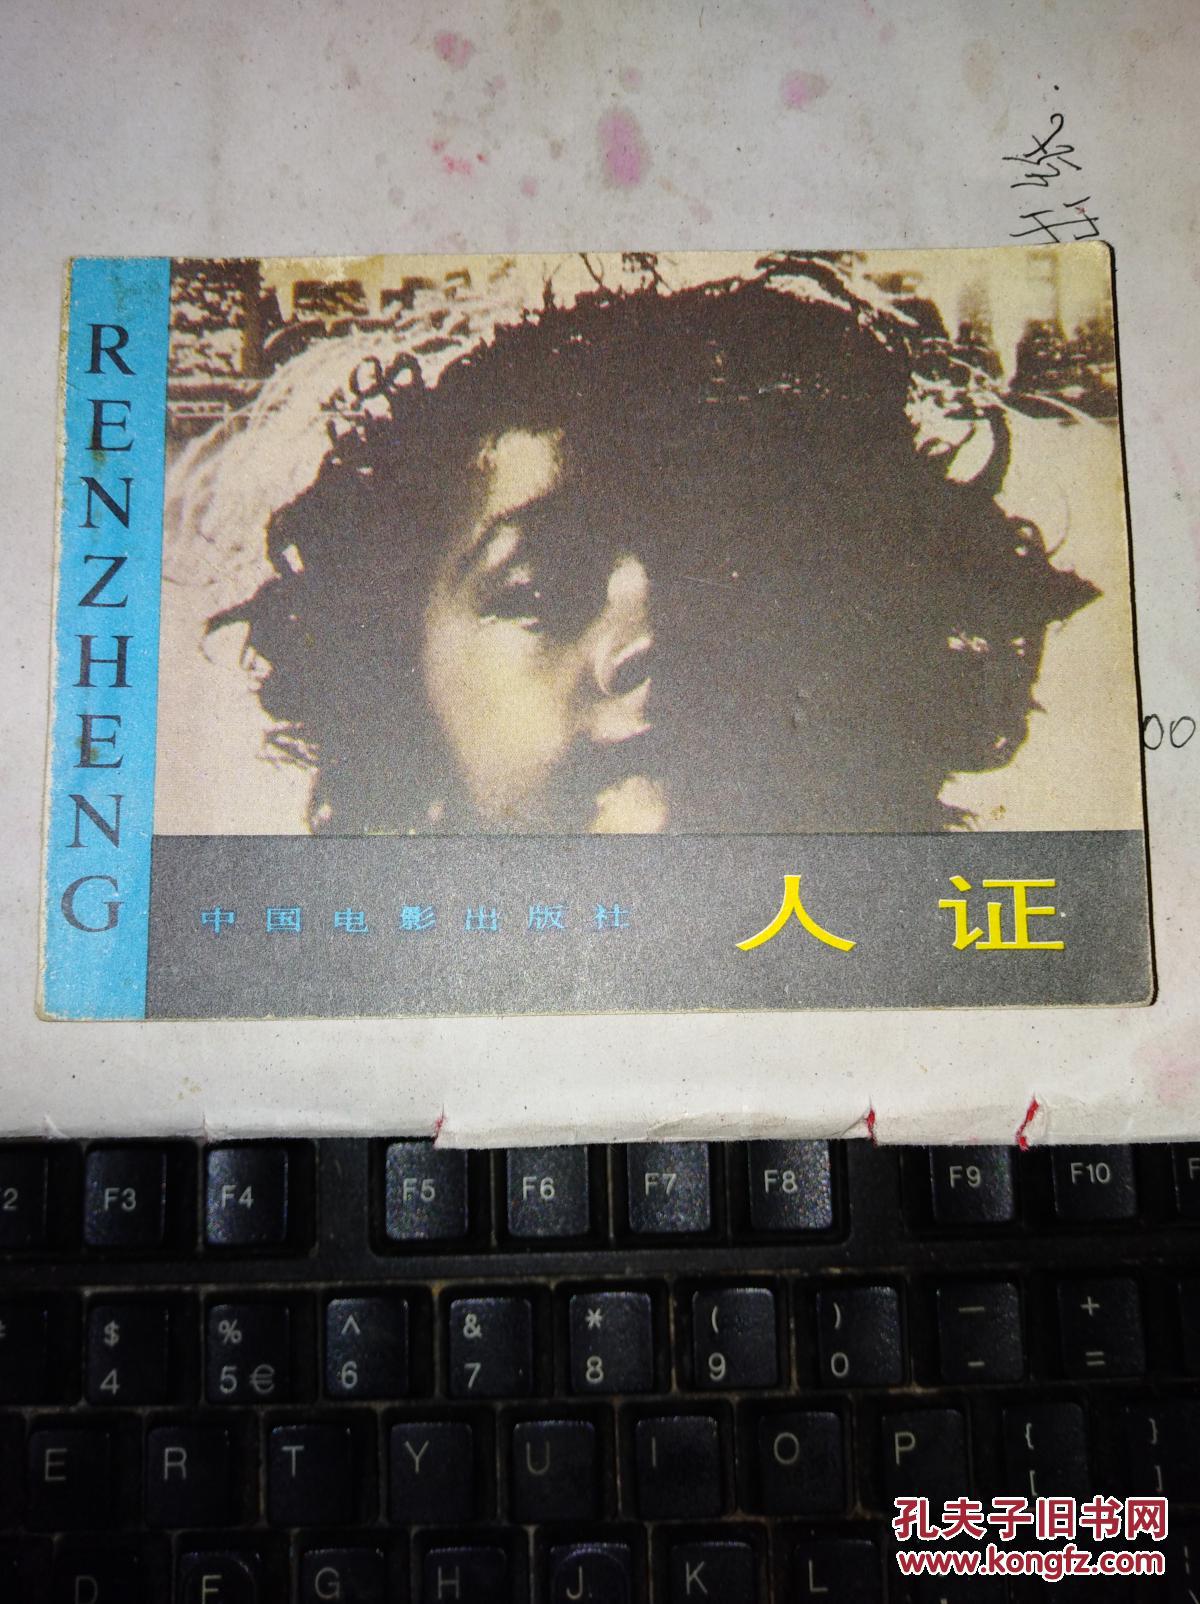 RENZHENG
中国电影出版社
人证
00
F3 F4 F5 F6 F7 F8 F9 F10
$ % ^ & * ( ) — +
4 5 € 6 7 8 9 0 - =
E R T Y U I O P { }
[ ]
D F G H J K L
孔夫子旧书网
www.kongfz.com